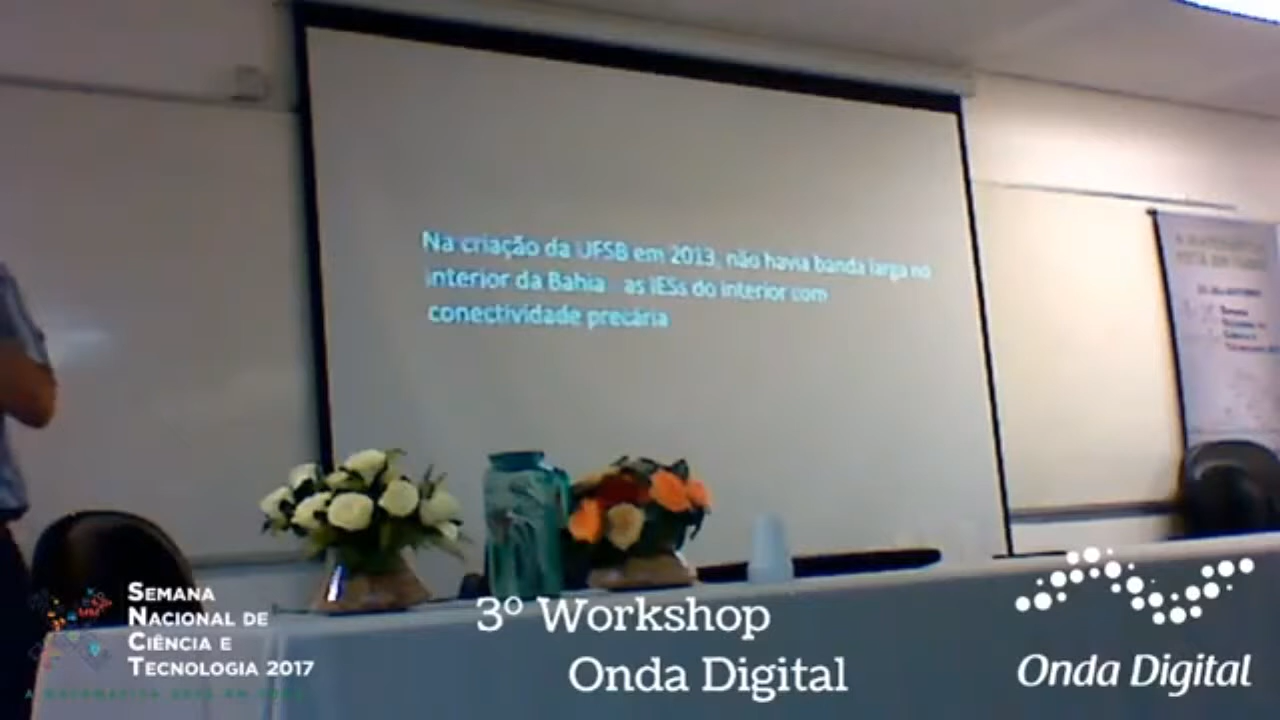 Na criação da UFSB em 2013, não havia banda larga no
interior da Bahia as IESs do interior com
conectividade precária
SEMANA
NACIONAL DE
CIÊNCIA E
TECNOLOGIA 2017
3º Workshop
Onda Digital
Onda Digital